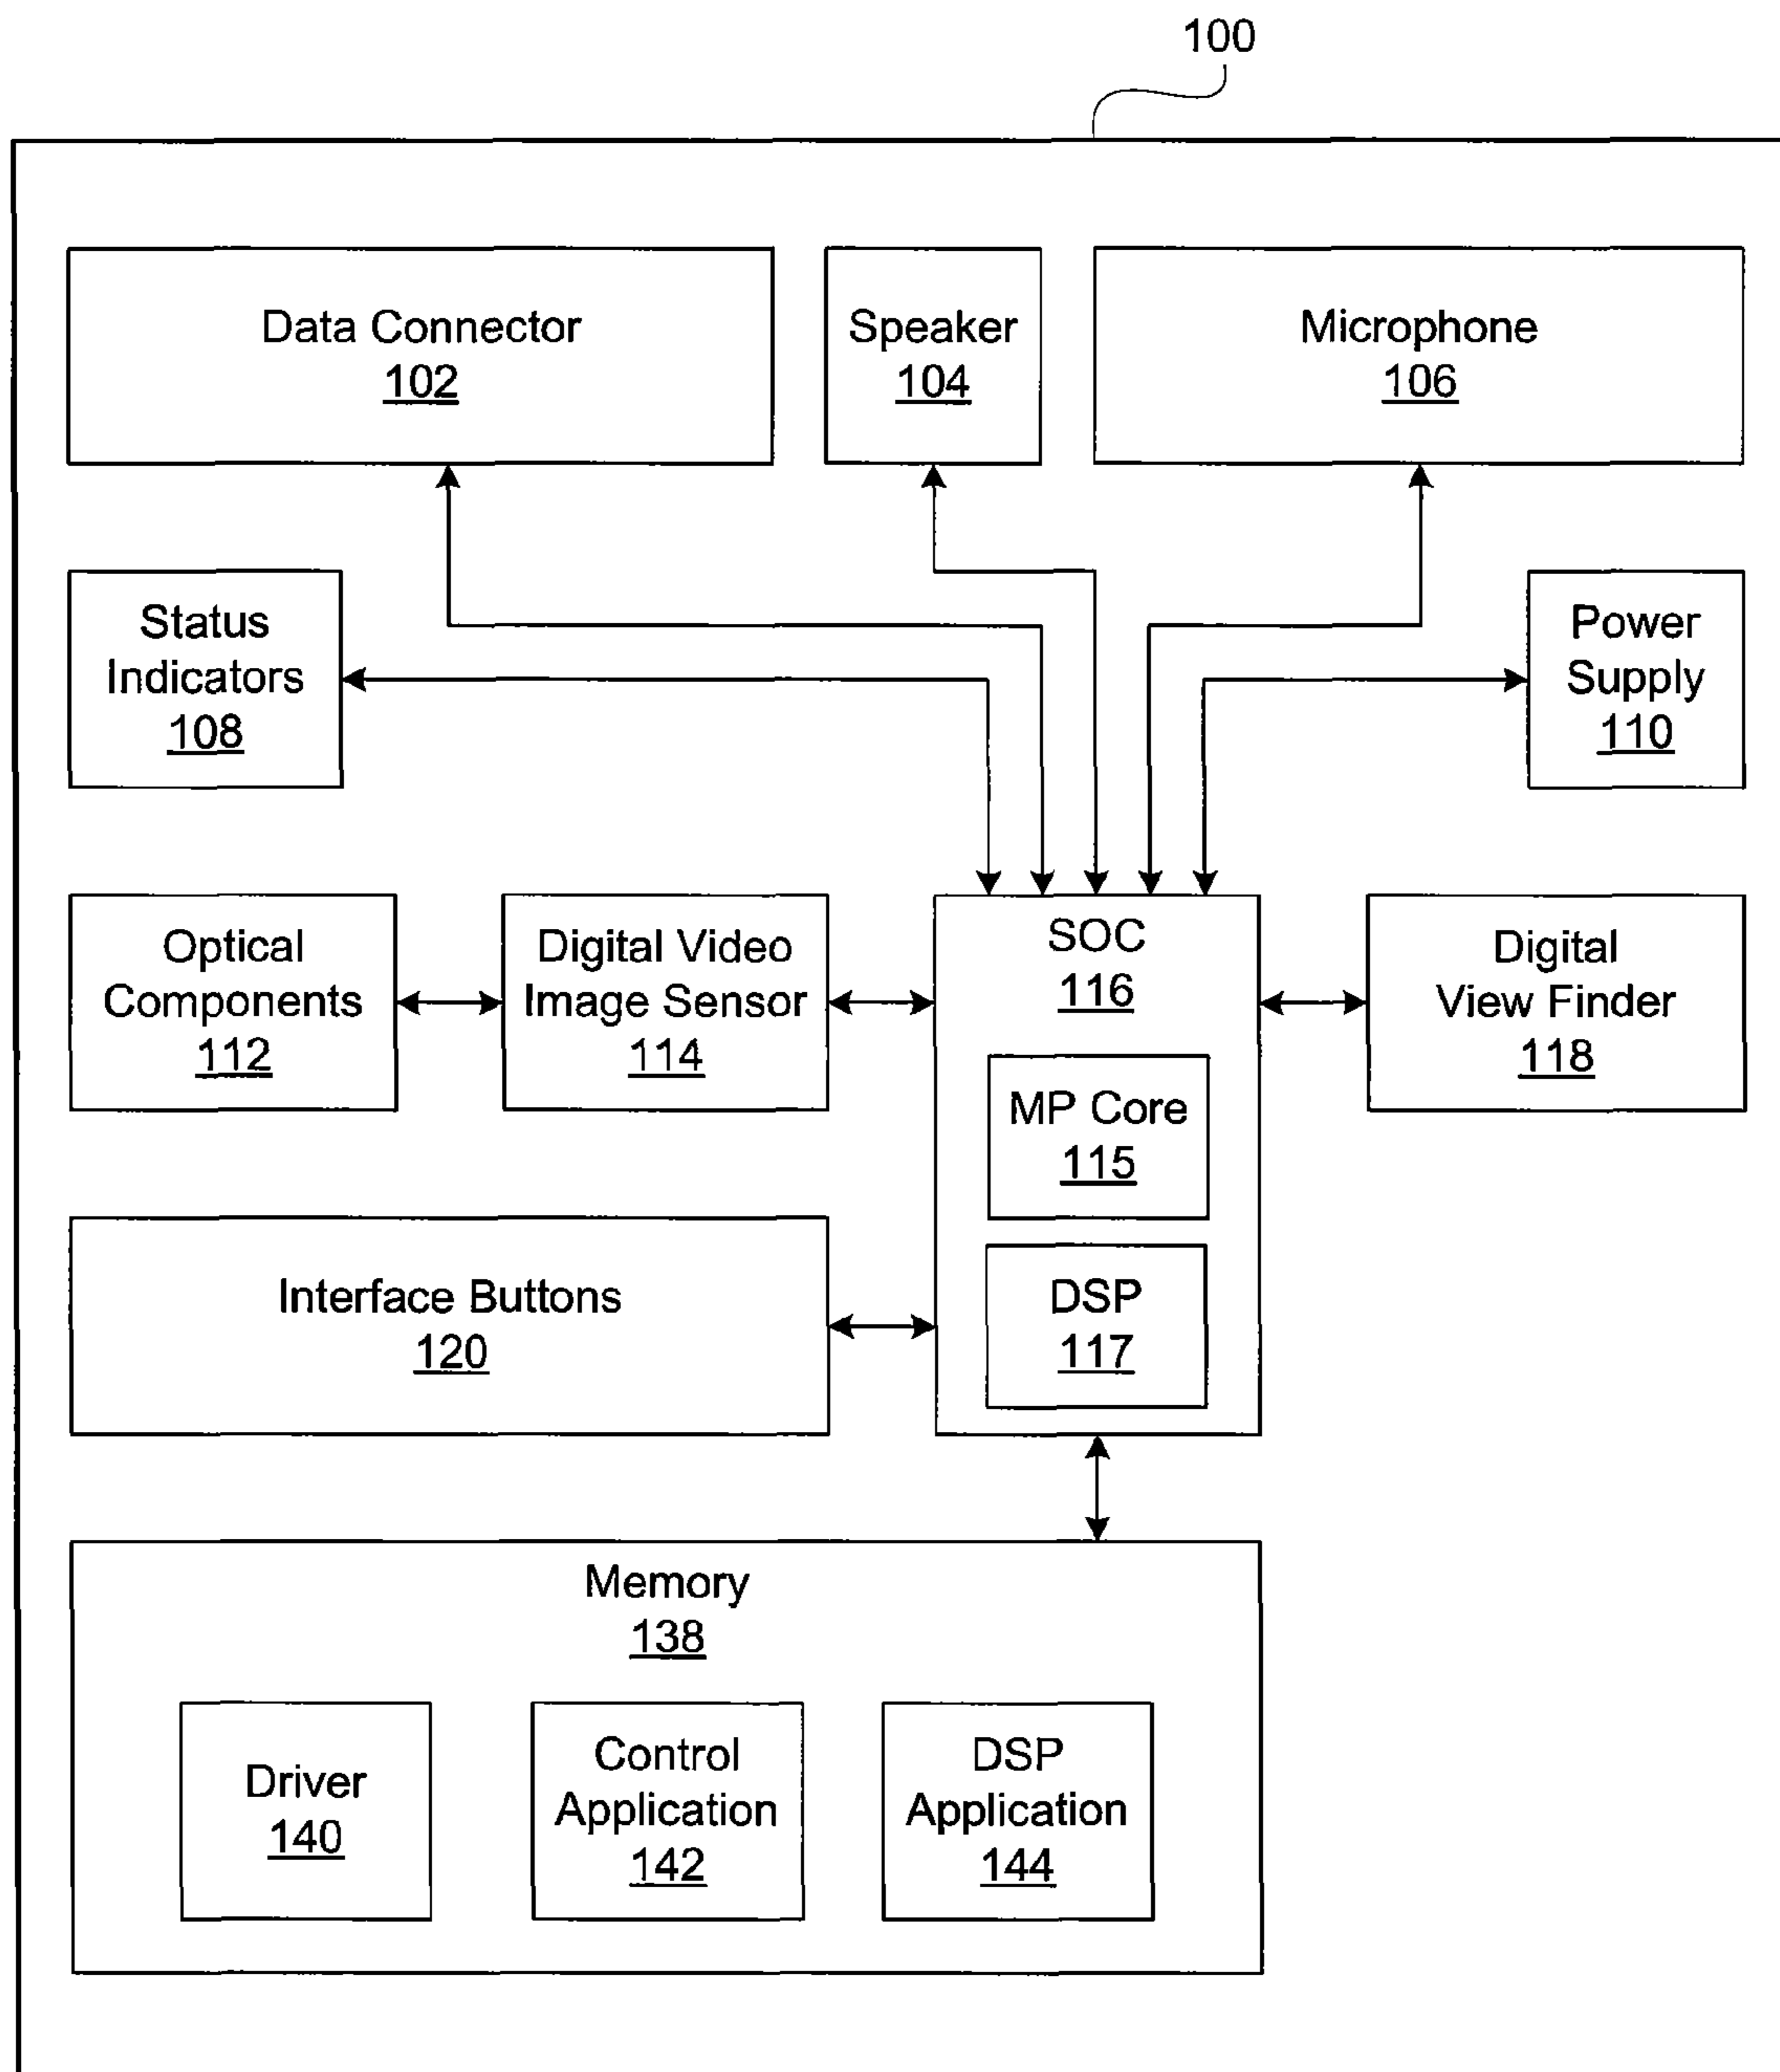 100
Data Connector
102
Speaker
104
Microphone
106
Status
Indicators
108
Power
Supply
110
Optical
Components
112
Digital Video
Image Sensor
114
SOC
116
MP Core
115
DSP
117
Digital
View Finder
118
Interface Buttons
120
Memory
138
Driver
140
Control
Application
142
DSP
Application
144